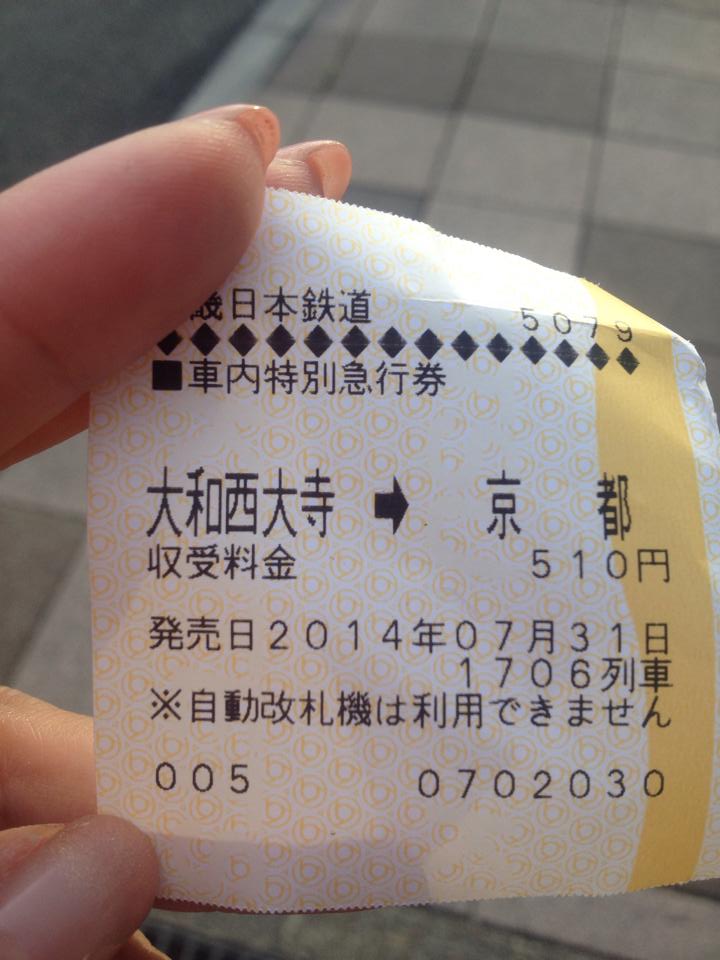 畿日本鉄道 5079
◆◆◆◆◆◆◆◆◆◆◆◆◆
■車内特別急行券
大和西大寺 ➡ 京都
収受料金 510円
発売日2014年07月31日
1706列車
※自動改札機は利用できません
005 0702030